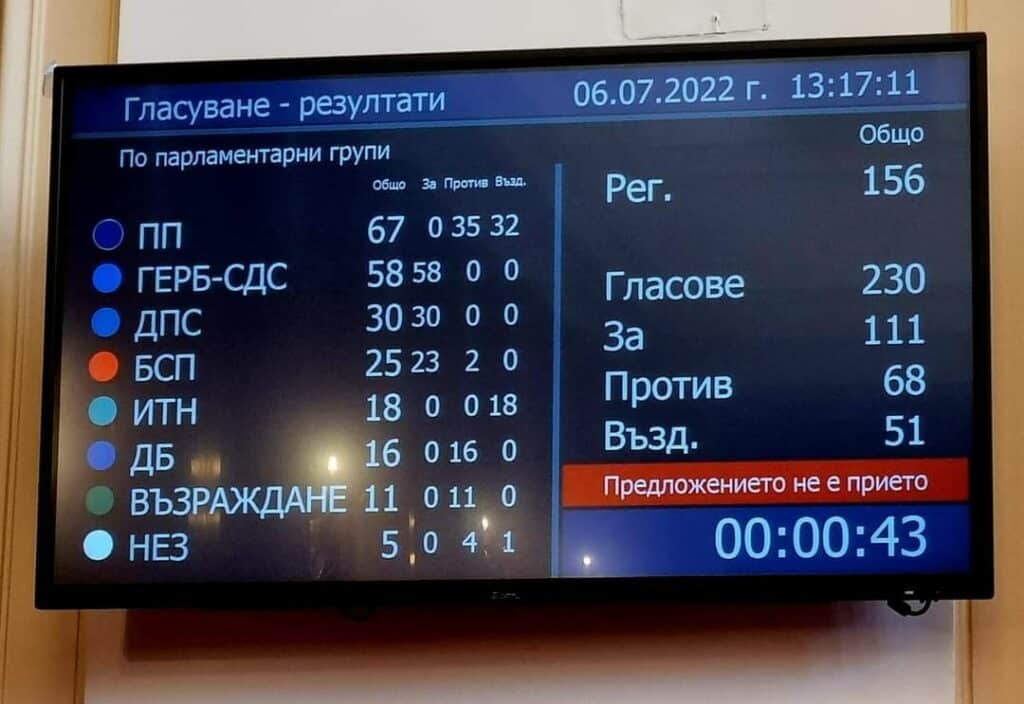 Гласуване - резултати 06.07.2022 г. 13:17:11
По парламентарни групи
Общо За Против Възд.
ПП 67 0 35 32
ГЕРБ-СДС 58 58 0 0
ДПС 30 30 0 0
БСП 25 23 2 0
ИТН 18 0 0 18
ДБ 16 0 16 0
ВЪЗРАЖДАНЕ 11 0 11 0
НЕЗ 5 0 4 1
Общо
Рег. 156
Гласове 230
За 111
Против 68
Възд. 51
Предложението не е прието
00:00:43